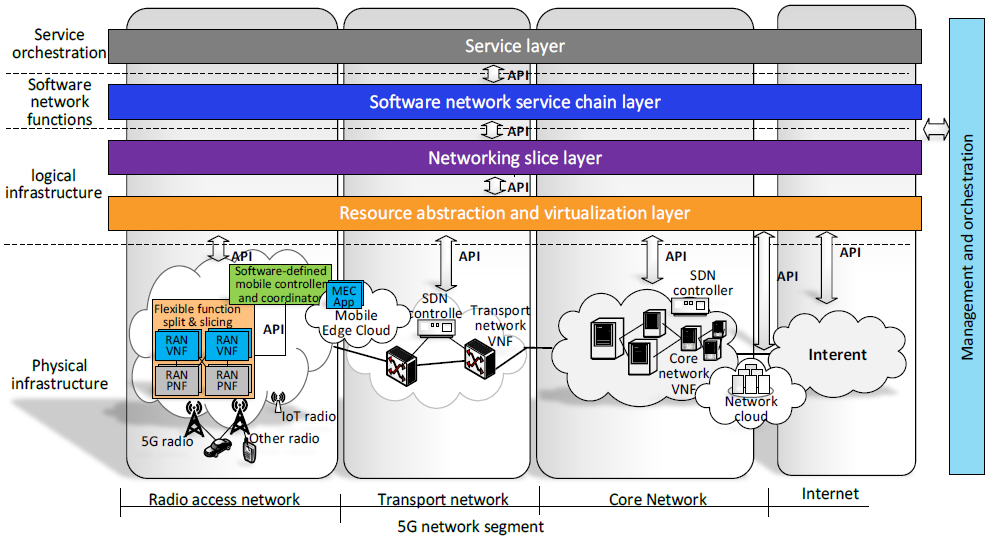 Service
orchestration
Service layer
API
Software
network
functions
Software network service chain layer
API
Networking slice layer
logical
infrastructure
API
Resource abstraction and virtualization layer
Management and orchestration
API
API
API
API
API
Software-defined
mobile controller
and coordinator
MEC
App
Mobile
Edge Cloud
SDN
controlle
Transport
network
VNF
SDN
controller
Flexible function
split & slicing
API
RAN
VNF
RAN
VNF
RAN
PNF
RAN
PNF
Physical
infrastructure
Core
network
VNF
Interent
Network
cloud
IoT radio
5G radio
Other radio
Radio access network
Transport network
Core Network
Internet
5G network segment